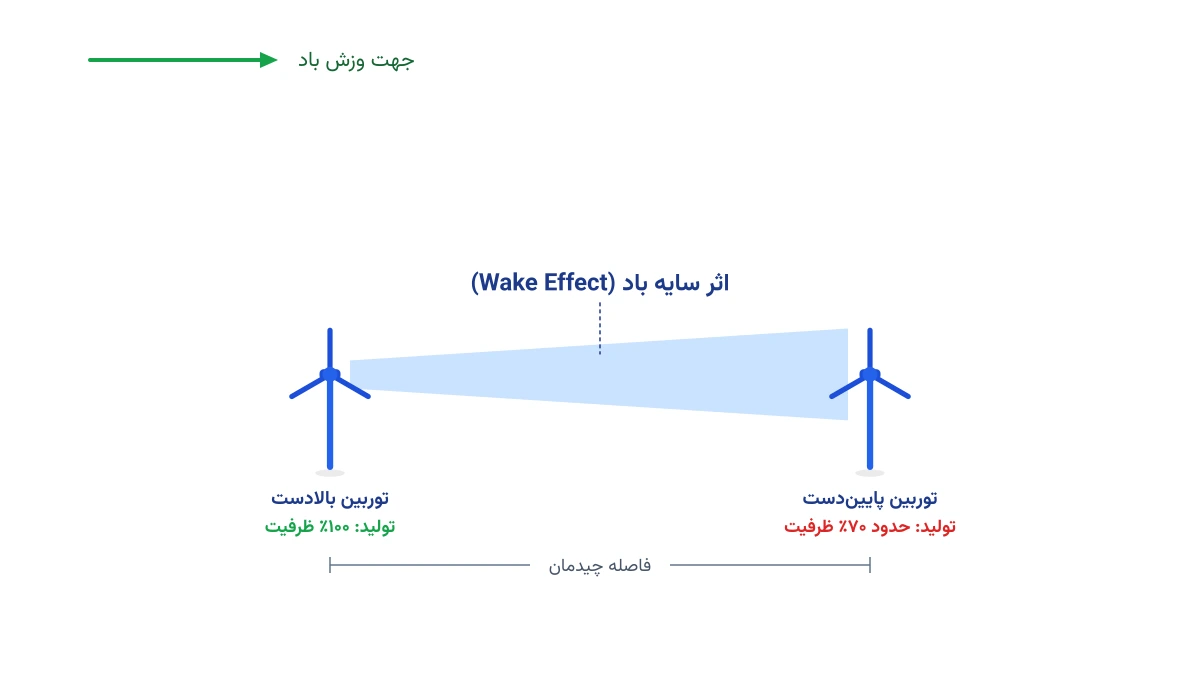 جهت وزش باد
اثر سایه باد (Wake Effect)
توربین بالادست
تولید: ۱۰۰٪ ظرفیت
توربین پایین‌دست
تولید: حدود ۷۰٪ ظرفیت
فاصله چیدمان